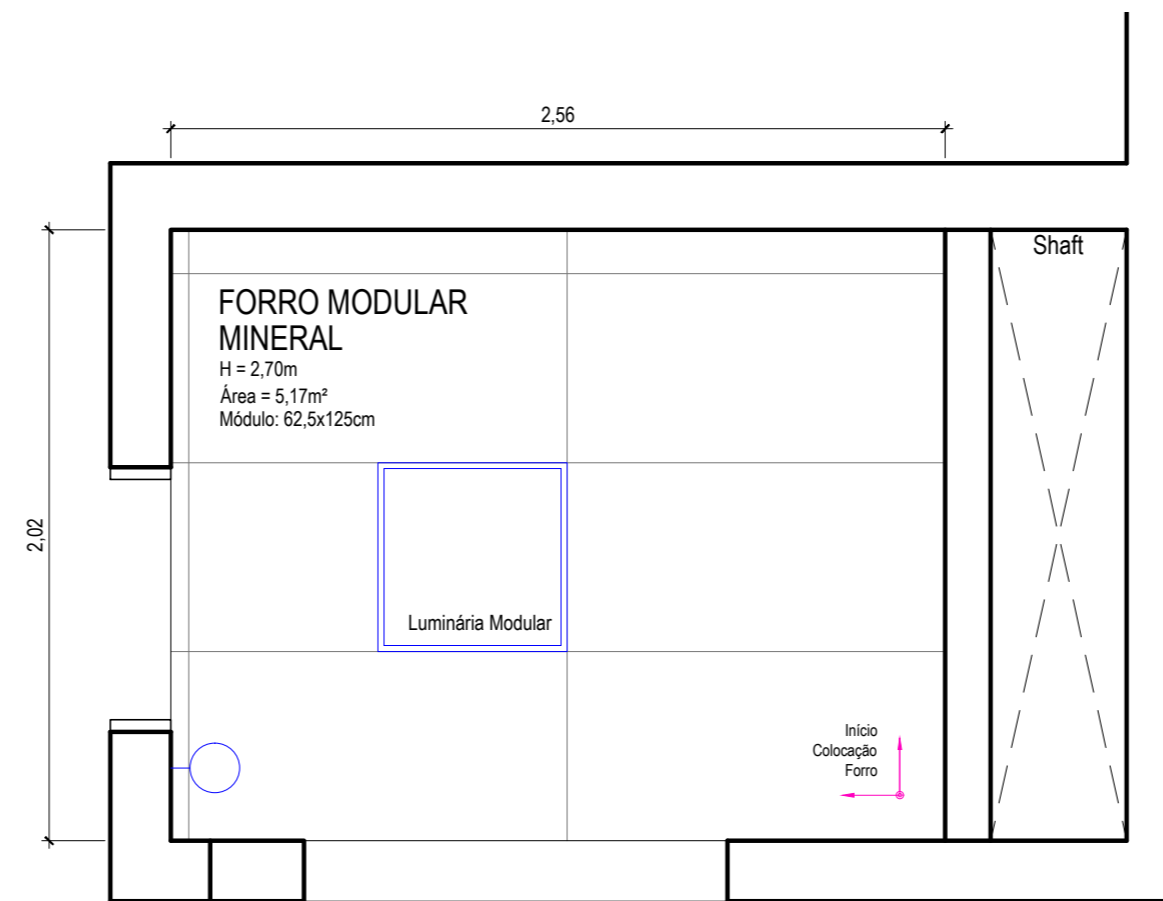 2,56
Shaft
FORRO MODULAR
MINERAL
H = 2,70m
Área = 5,17m²
Módulo: 62,5x125cm
2,02
Luminária Modular
Início
Colocação
Forro